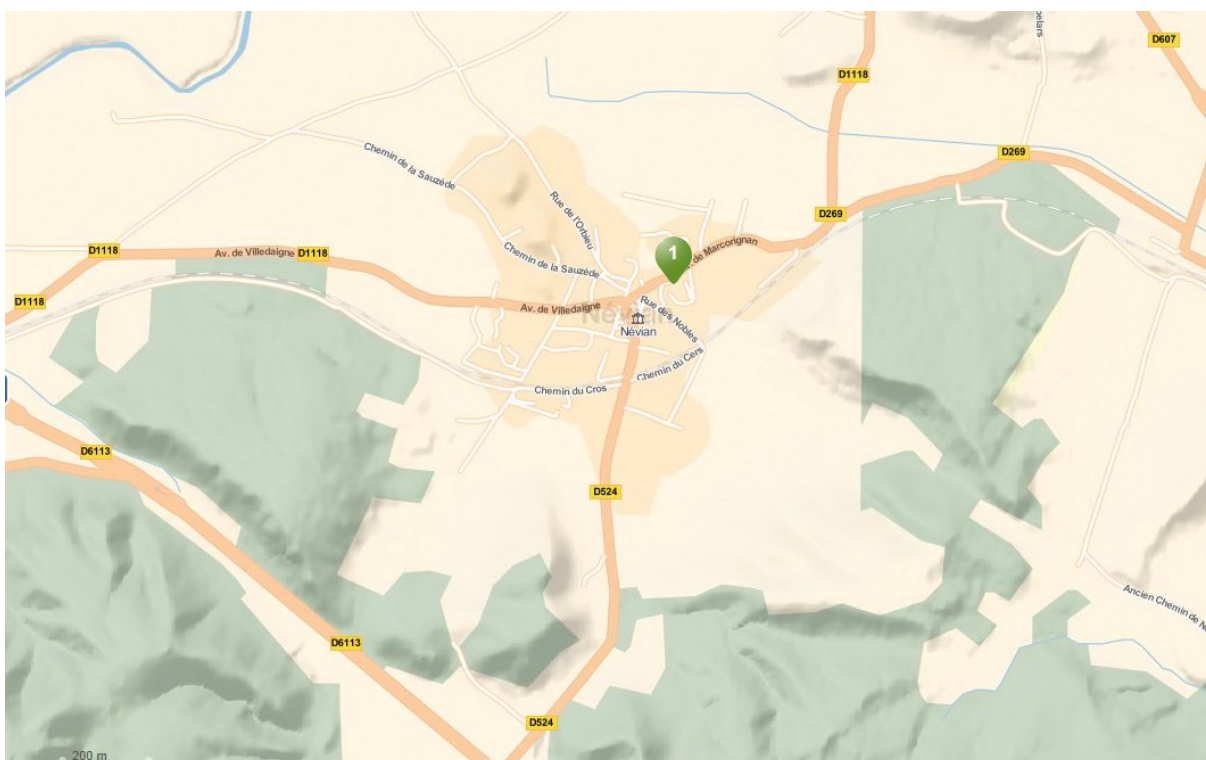 D607
D1118
D269
Chemin de la Sauzède
Rue de l'Orbieu
D269
D1118
Av. de Villedaigne
D1118
1
de Marcorignan
Chemin de la Sauzède
D1118
Av. de Villedaigne
Rue des Nobles
Névian
Névian
Chemin du Cers
Chemin du Cros
D6113
D524
Ancien Chemin de
D6113
D524
200 m